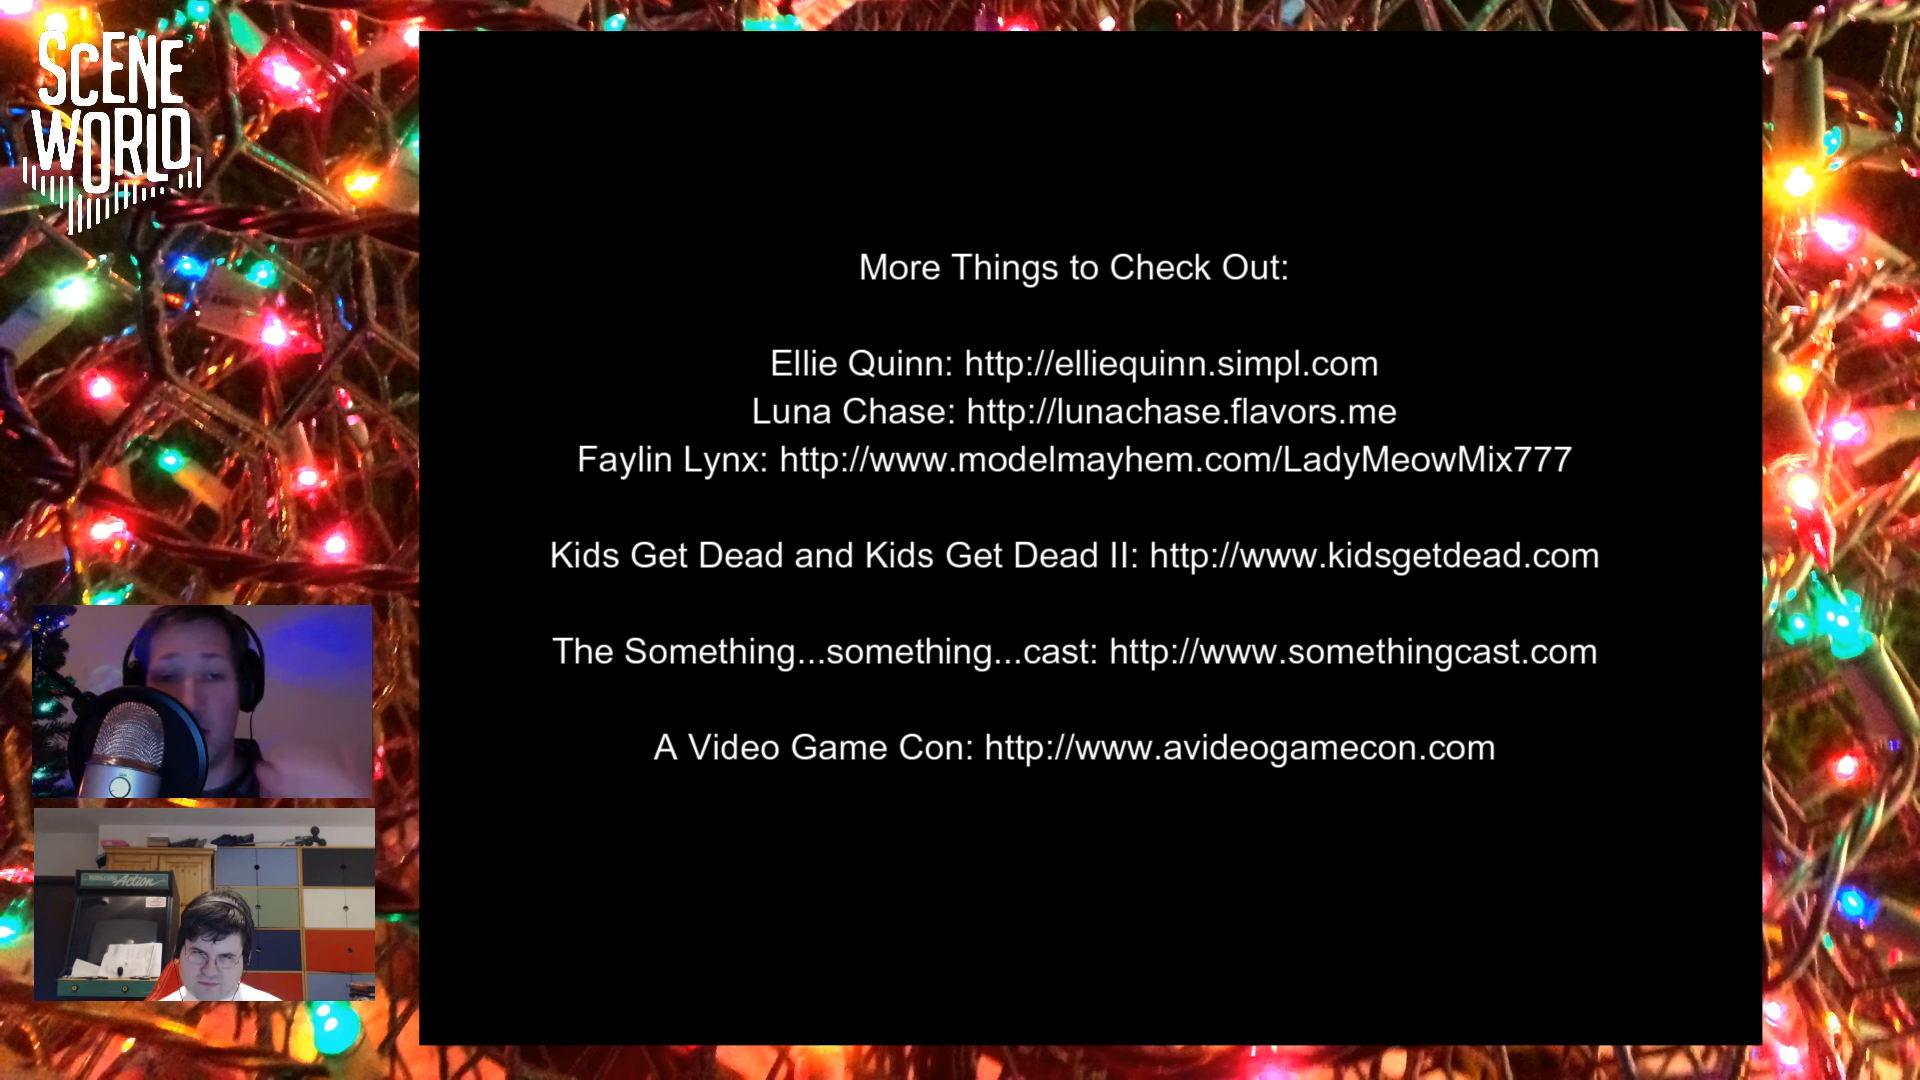 SCENE
WORLD
More Things to Check Out:
Ellie Quinn: http://elliequinn.simpl.com
Luna Chase: http://lunachase.flavors.me
Faylin Lynx: http://www.modelmayhem.com/LadyMeowMix777
Kids Get Dead and Kids Get Dead II: http://www.kidsgetdead.com
The Something...something...cast: http://www.somethingcast.com
A Video Game Con: http://www.avideogamecon.com
Action